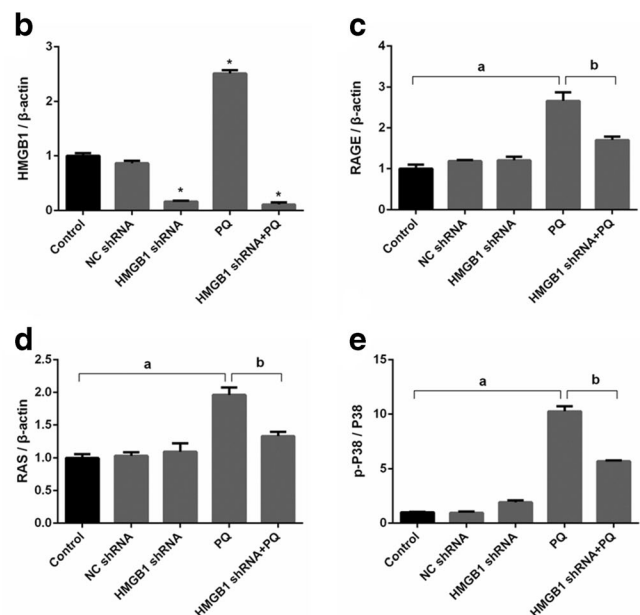 b
HMGB1 / β-actin
3
2
1
0
*
*
*
Control
NC shRNA
HMGB1 shRNA
PQ
HMGB1 shRNA+PQ
c
RAGE / β-actin
4
3
2
1
0
a
b
Control
NC shRNA
HMGB1 shRNA
PQ
HMGB1 shRNA+PQ
d
RAS / β-actin
2.5
2.0
1.5
1.0
0.5
0.0
a
b
Control
NC shRNA
HMGB1 shRNA
PQ
HMGB1 shRNA+PQ
e
p-P38 / P38
15
10
5
0
a
b
Control
NC shRNA
HMGB1 shRNA
PQ
HMGB1 shRNA+PQ